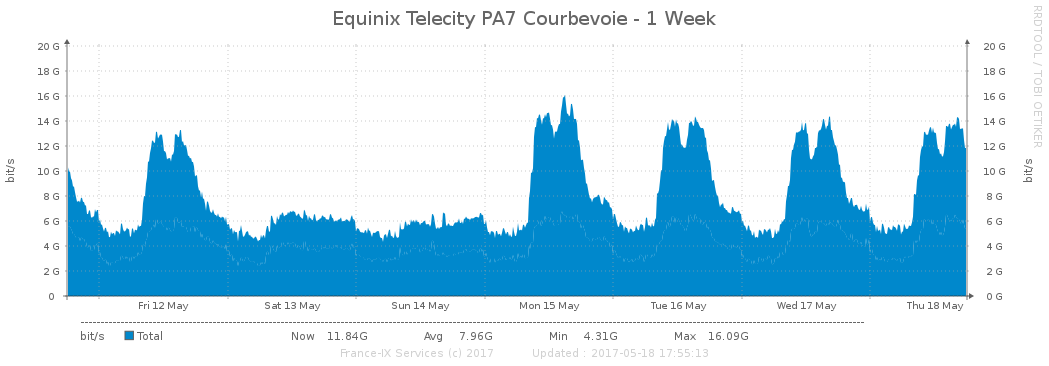 Equinix Telecity PA7 Courbevoie - 1 Week
RRDTOOL / TOBI OETIKER
bit/s
20 G 20 G
18 G 18 G
16 G 16 G
14 G 14 G
12 G 12 G
10 G 10 G
8 G 8 G
6 G 6 G
4 G 4 G
2 G 2 G
0 0 G
bit/s
Fri 12 May Sat 13 May Sun 14 May Mon 15 May Tue 16 May Wed 17 May Thu 18 May
bit/s Total Now 11.84G Avg 7.96G Min 4.31G Max 16.09G
France-IX Services (c) 2017 Updated : 2017-05-18 17:55:13